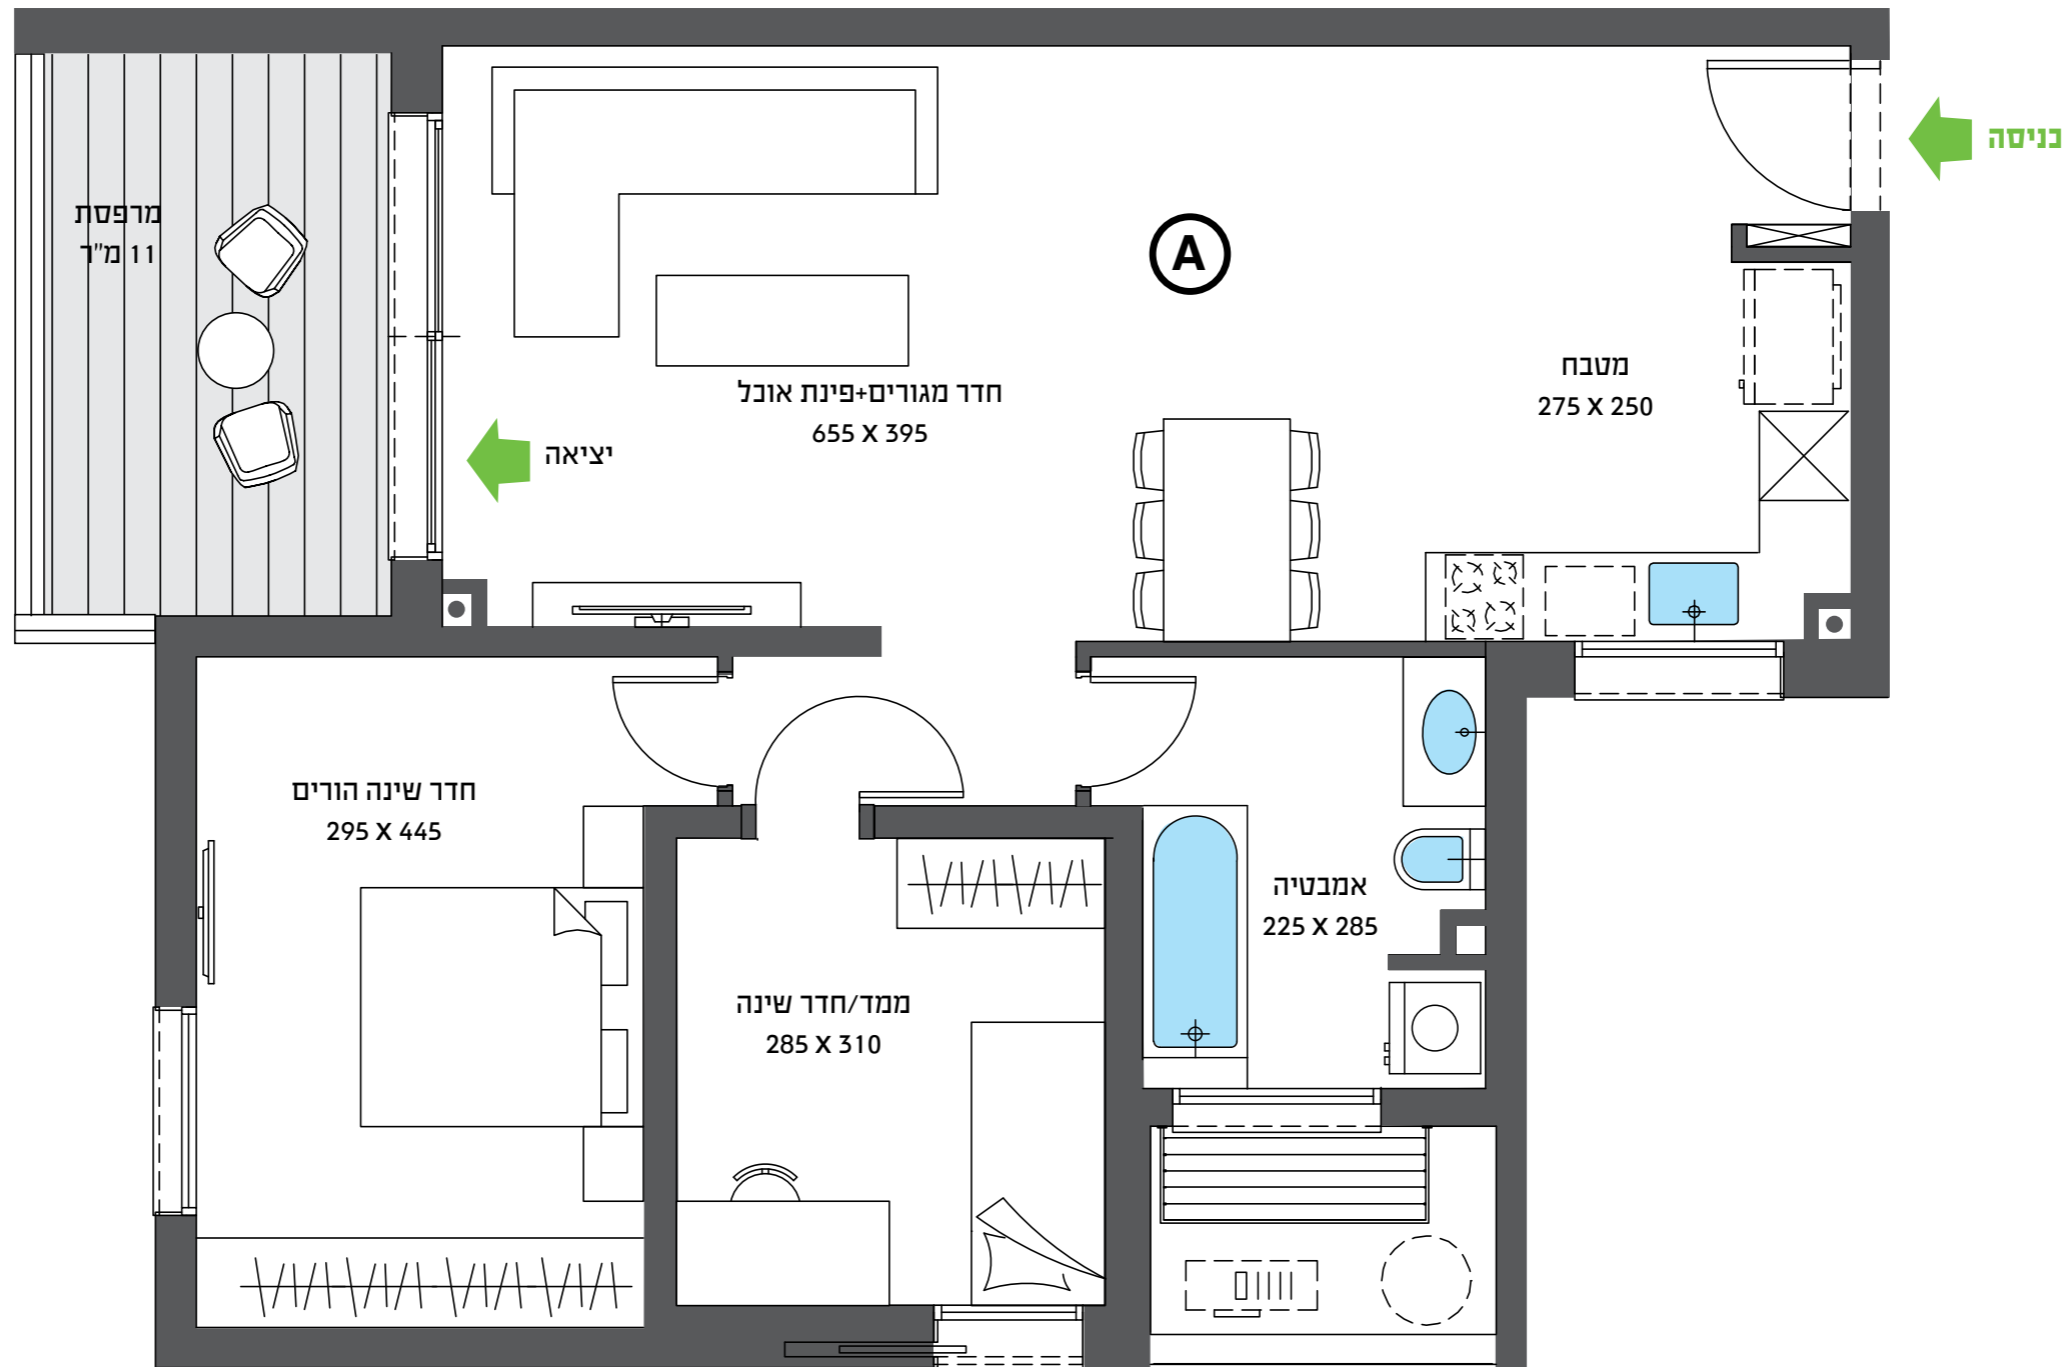 כניסה
A
מרפסת
11 מ"ר
מטבח
275 X 250
חדר מגורים+פינת אוכל
655 X 395
יציאה
חדר שינה הורים
295 X 445
אמבטיה
225 X 285
ממד/חדר שינה
285 X 310